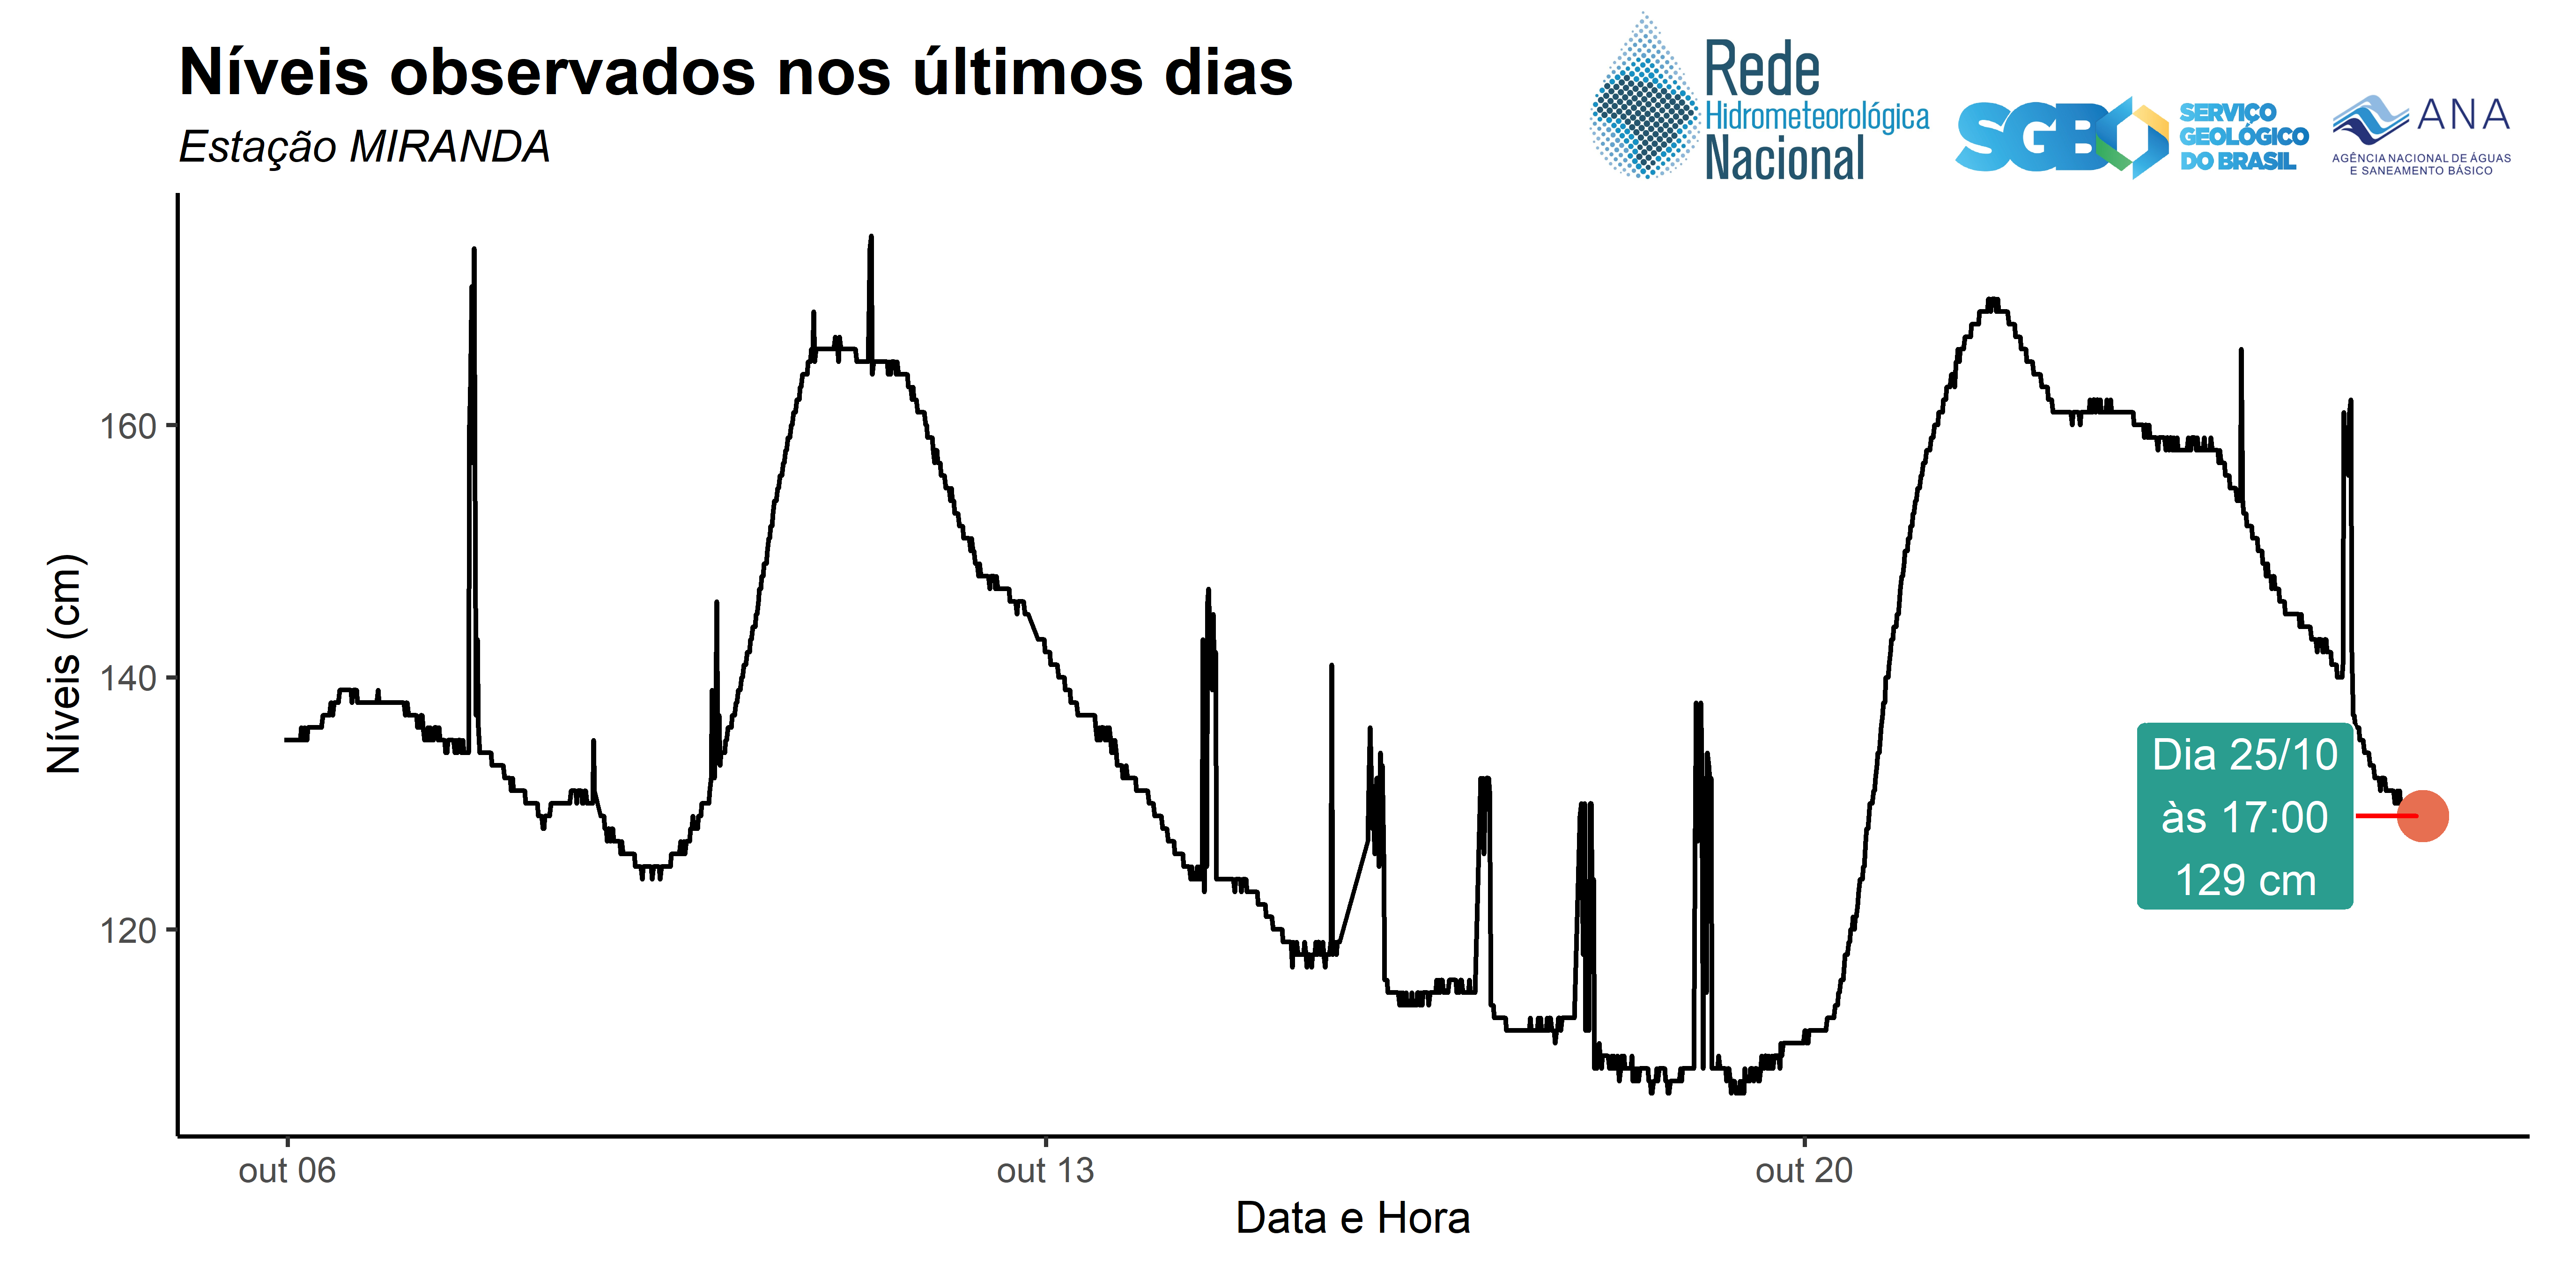 Níveis observados nos últimos dias
Estação MIRANDA
Rede
Hidrometeorológica
Nacional
SGB
SERVIÇO
GEOLÓGICO
DO BRASIL
ANA
AGÊNCIA NACIONAL DE ÁGUAS
E SANEAMENTO BÁSICO
Níveis (cm)
160
140
120
Dia 25/10
às 17:00
129 cm
out 06
out 13
out 20
Data e Hora